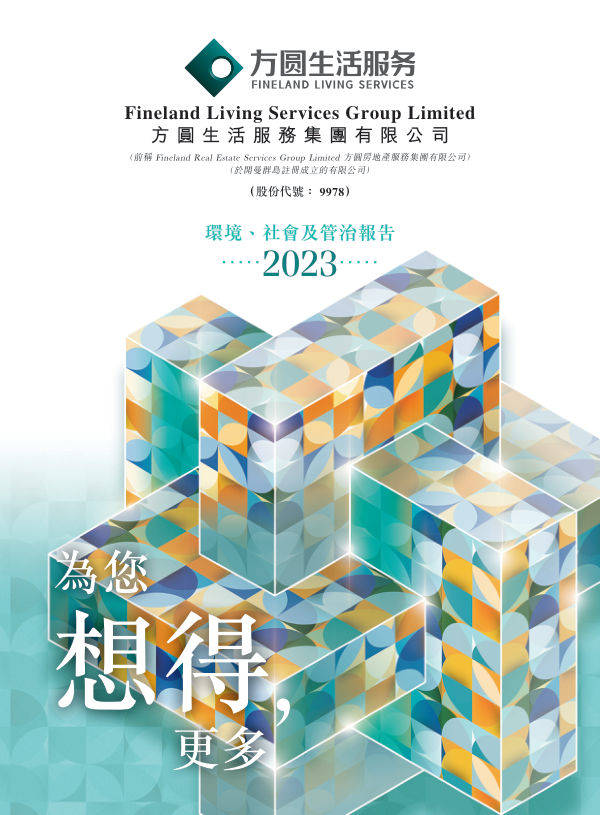 方圆生活服务
FINELAND LIVING SERVICES
Fineland Living Services Group Limited
方圓生活服務集團有限公司
(前稱 Fineland Real Estate Services Group Limited 方圓房地產服務集團有限公司)
(於開曼群島註冊成立的有限公司)
(股份代號：9978)
環境、社會及管治報告
2023
為您
想得,
更多